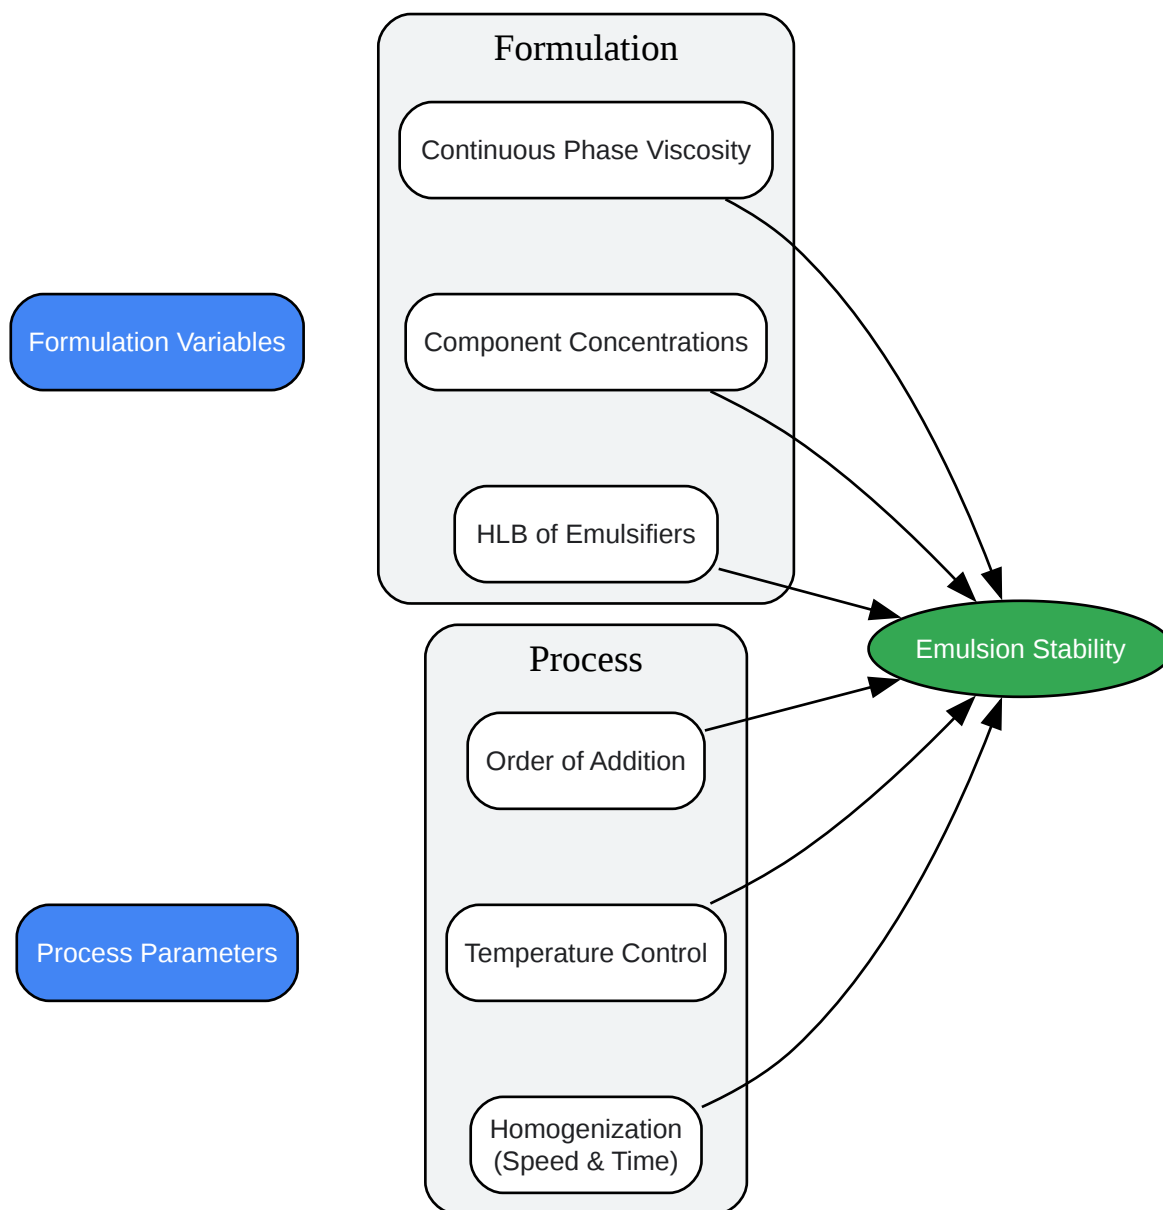 Formulation
Continuous Phase Viscosity
Formulation Variables
Component Concentrations
HLB of Emulsifiers
Emulsion Stability
Process
Order of Addition
Process Parameters
Temperature Control
Homogenization
(Speed & Time)